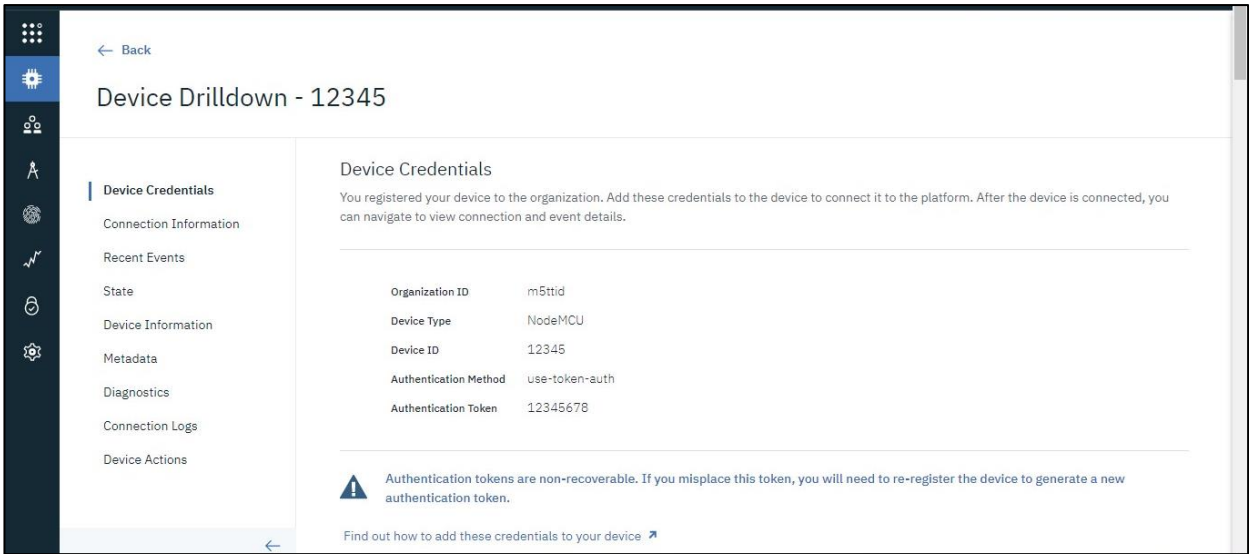 ← Back
Device Drilldown - 12345
Device Credentials
Connection Information
Recent Events
State
Device Information
Metadata
Diagnostics
Connection Logs
Device Actions
Device Credentials
You registered your device to the organization. Add these credentials to the device to connect it to the platform. After the device is connected, you
can navigate to view connection and event details.
Organization ID m5ttid
Device Type NodeMCU
Device ID 12345
Authentication Method use-token-auth
Authentication Token 12345678
Authentication tokens are non-recoverable. If you misplace this token, you will need to re-register the device to generate a new
authentication token.
Find out how to add these credentials to your device